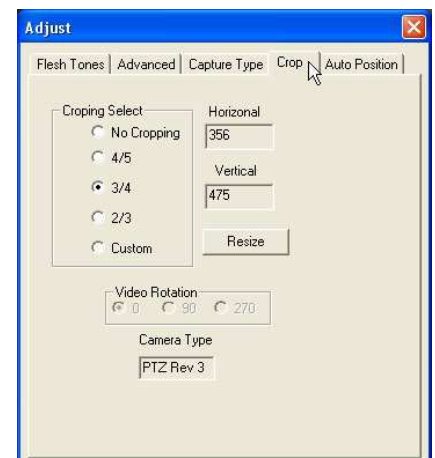 Adjust
Flesh Tones Advanced Capture Type Crop Auto Position
Croping Select
No Cropping
4/5
3/4
2/3
Custom
Horizonal
356
Vertical
475
Resize
Video Rotation
0 90 270
Camera Type
PTZ Rev 3